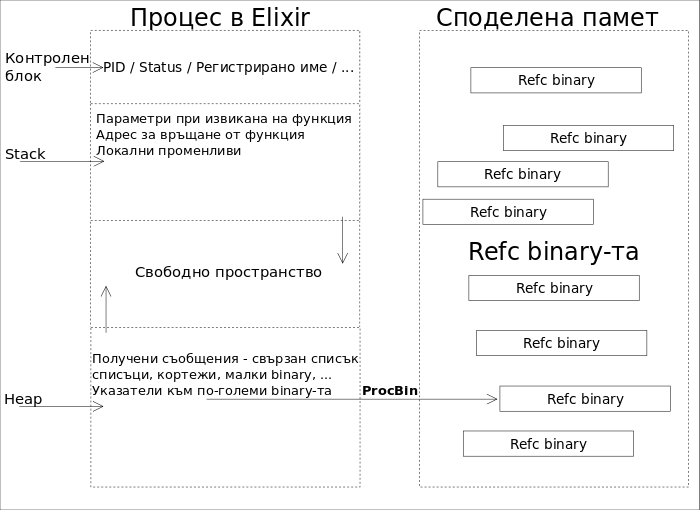 Процес в Elixir
Контролен
блок
PID / Status / Регистрирано име / ...
Stack
Параметри при извикана на функция
Адрес за връщане от функция
Локални променливи
Свободно пространство
Heap
Получени съобщения - свързан списък
списъци, кортежи, малки binary, ...
Указатели към по-големи binary-та
ProcBin
Споделена памет
Refc binary
Refc binary
Refc binary
Refc binary
Refc binary-та
Refc binary
Refc binary
Refc binary
Refc binary